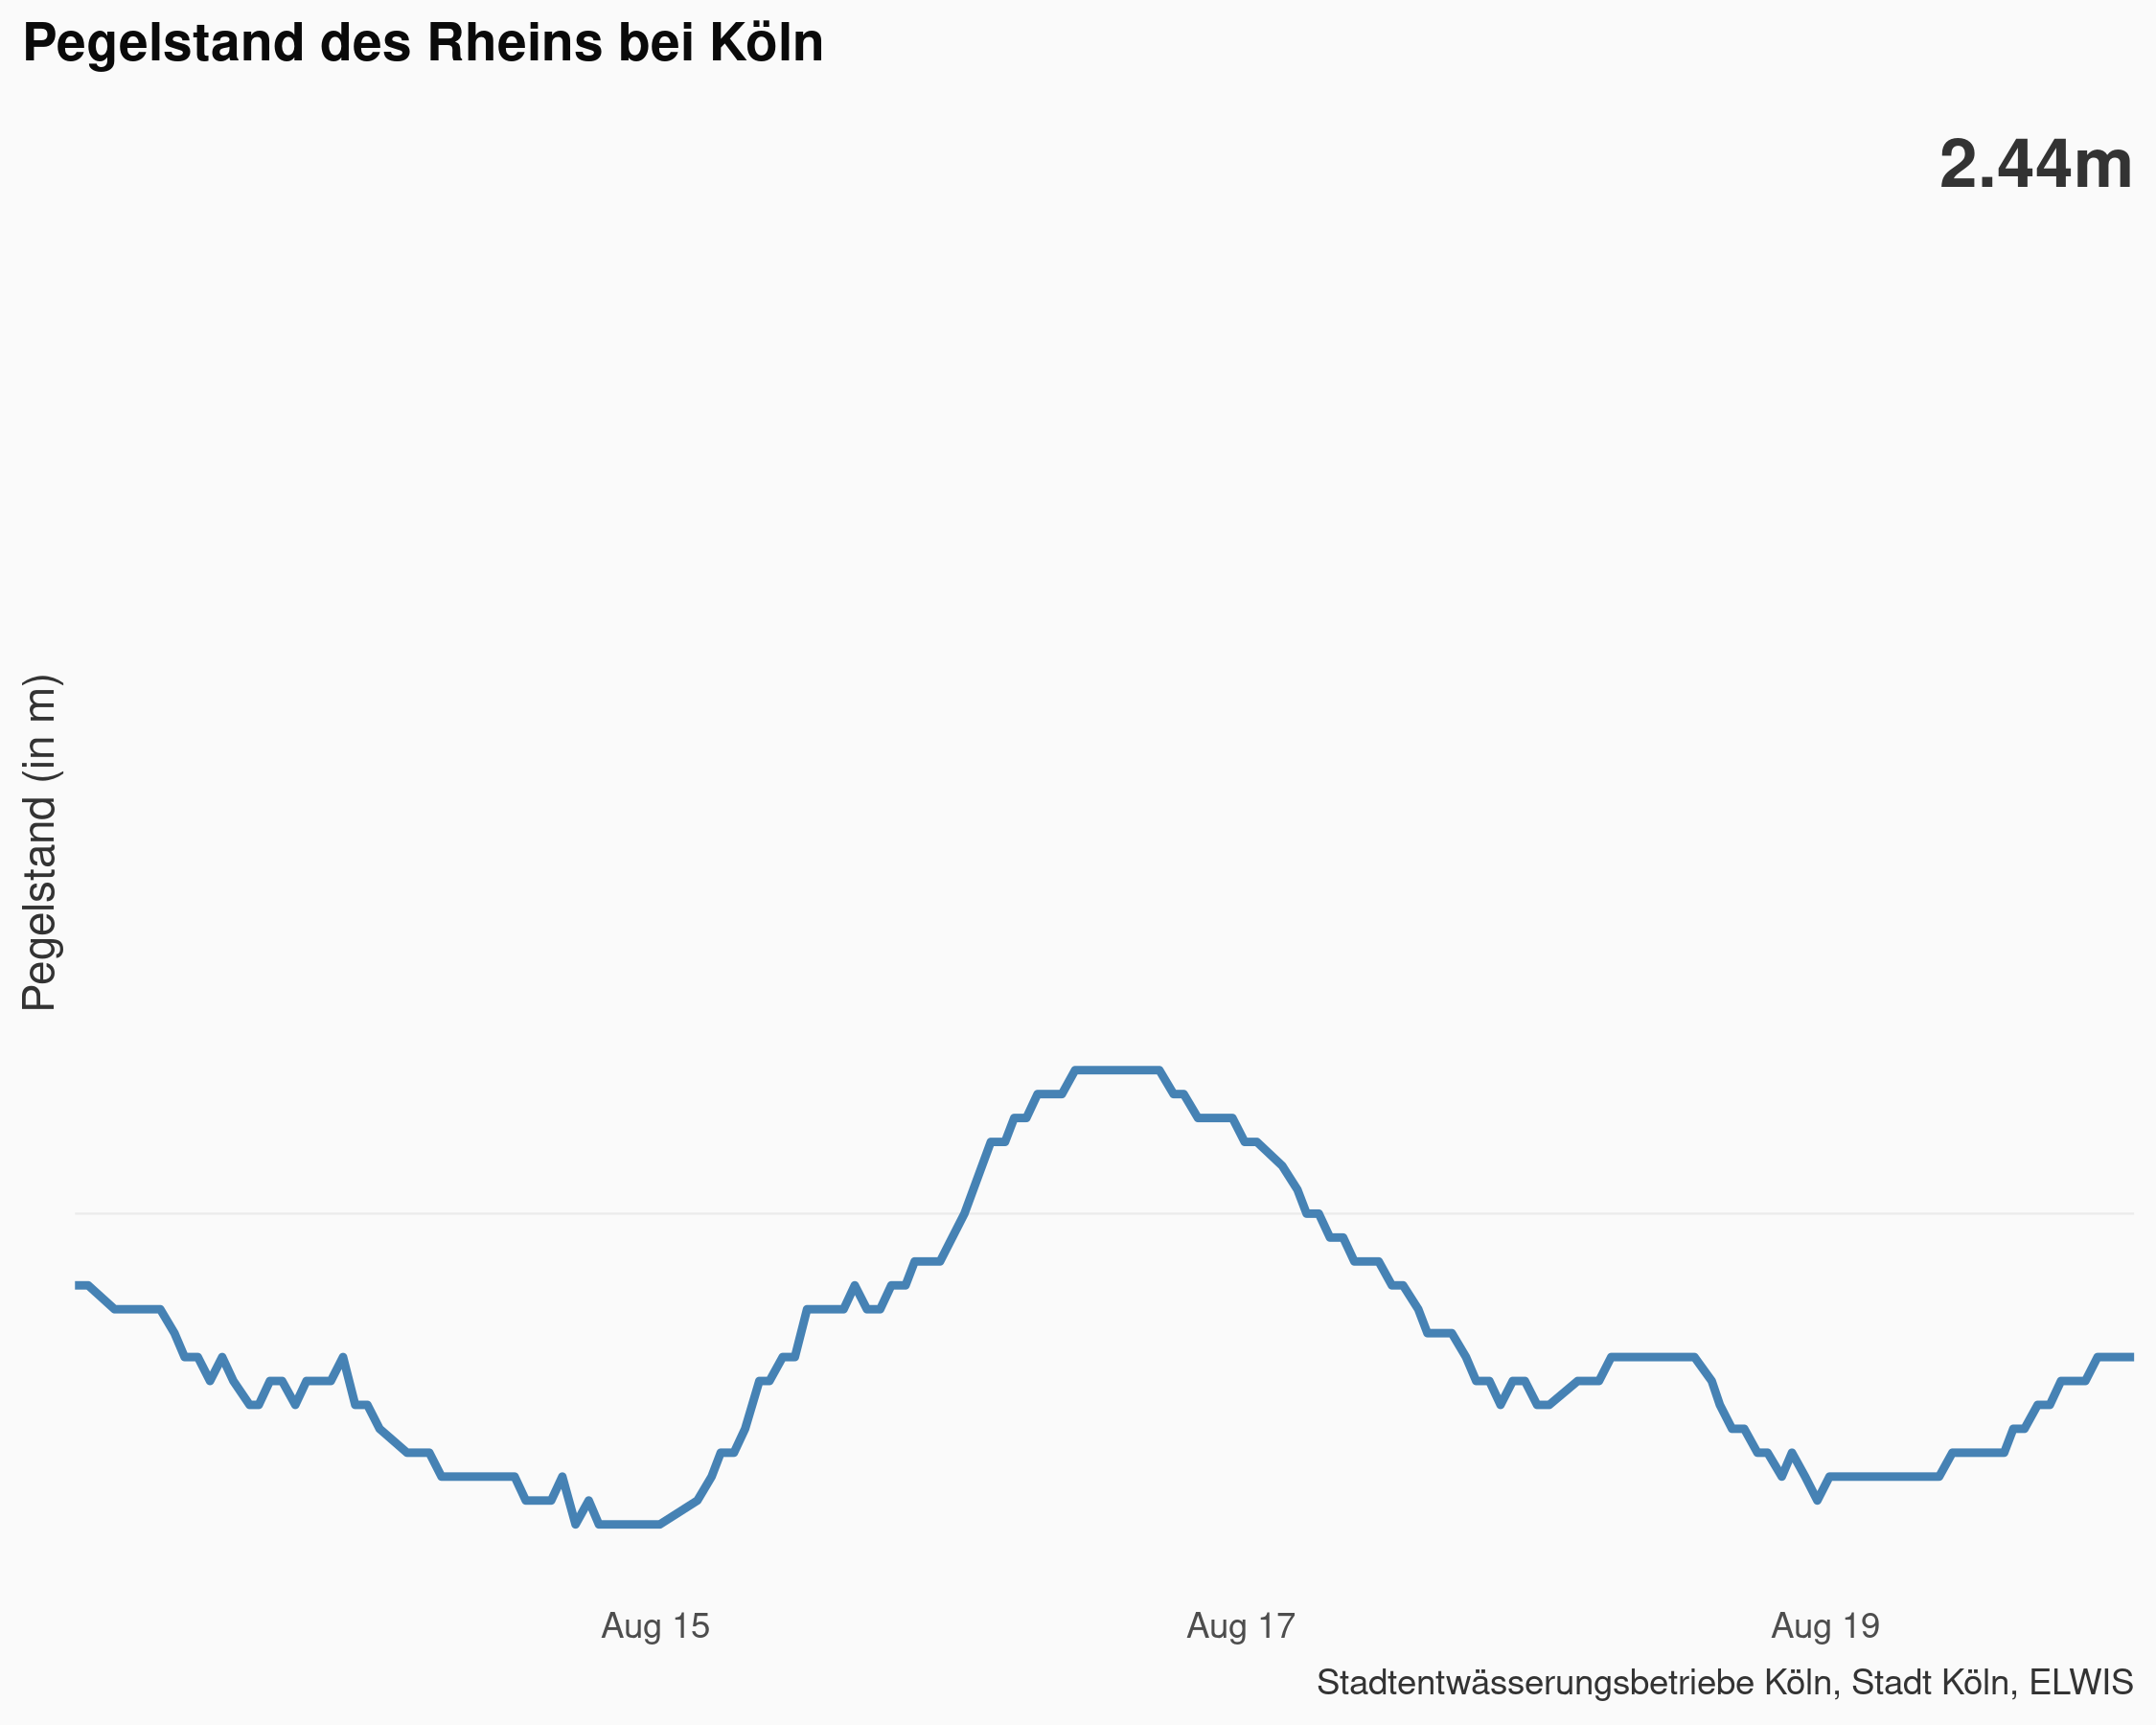 Pegelstand des Rheins bei Köln
2.44m
Pegelstand (in m)
Aug 15
Aug 17
Aug 19
Stadtentwässerungsbetriebe Köln, Stadt Köln, ELWIS